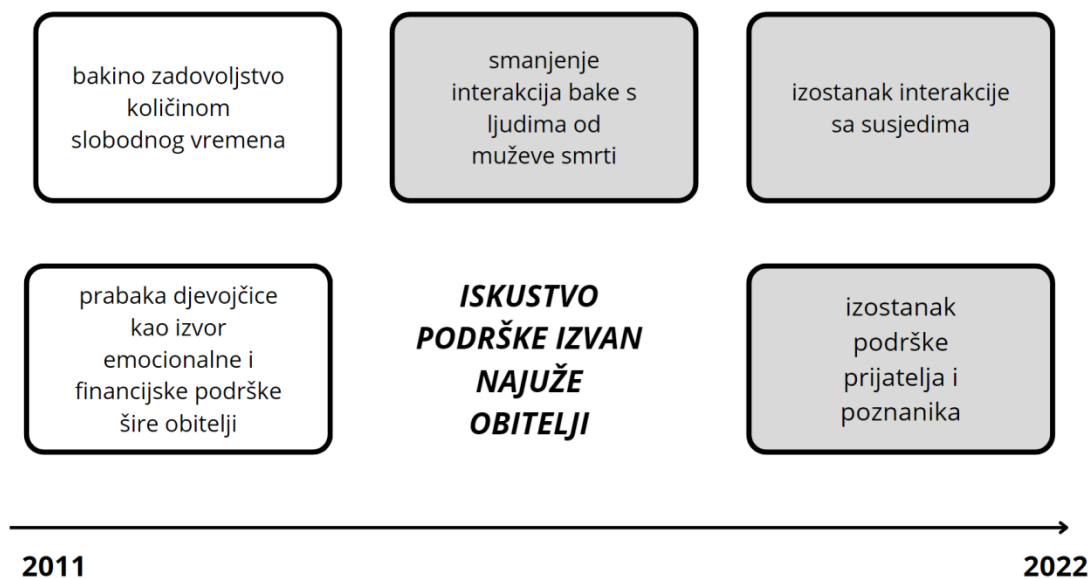 bakino zadovoljstvo
količinom
slobodnog vremena
smanjenje
interakcija bake s
ljudima od
muževe smrti
izostanak interakcije
sa susjedima
prabaka djevojčice
kao izvor
emocionalne i
financijske podrške
šire obitelji
ISKUSTVO
PODRŠKE IZVAN
NAJUŽE
OBITELJI
izostanak
podrške
prijatelja i
poznanika
2011
2022